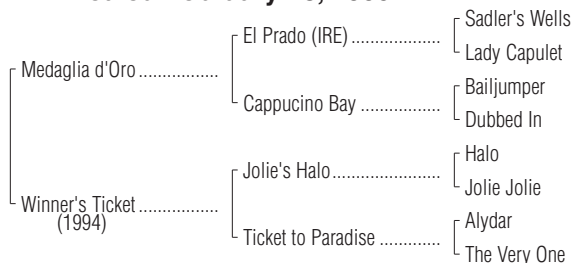 Sadler's Wells
El Prado (IRE) ....................
Lady Capulet
Medaglia d'Oro .................
Bailjumper
Cappucino Bay ..................
Dubbed In
Halo
Jolie's Halo........................
Jolie Jolie
Winner's Ticket .................
(1994)
Alydar
Ticket to Paradise ..............
The Very One